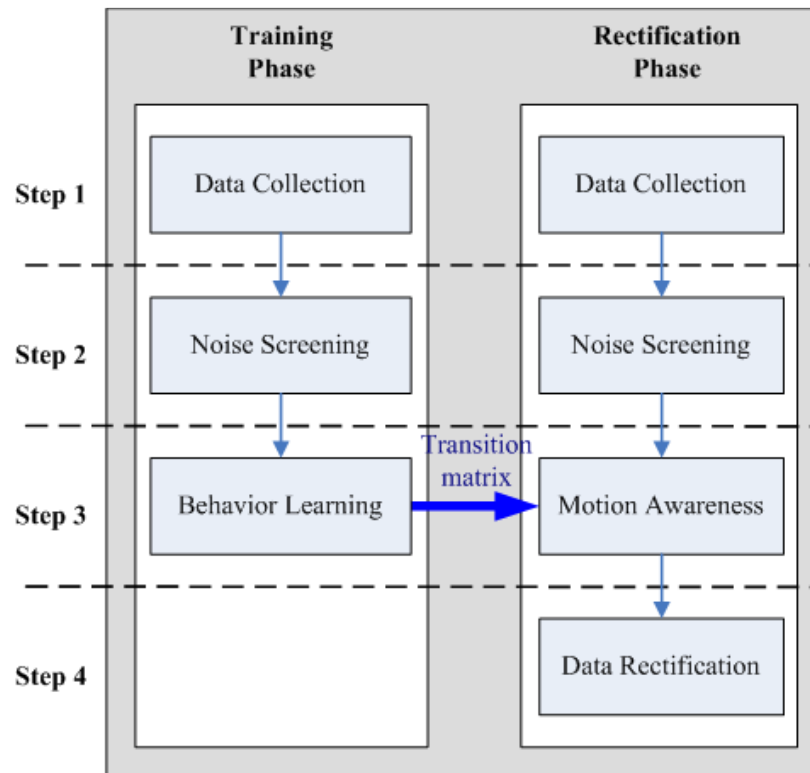 Training
Phase
Rectification
Phase
Step 1
Data Collection
Data Collection
Step 2
Noise Screening
Noise Screening
Transition
matrix
Step 3
Behavior Learning
Motion Awareness
Step 4
Data Rectification